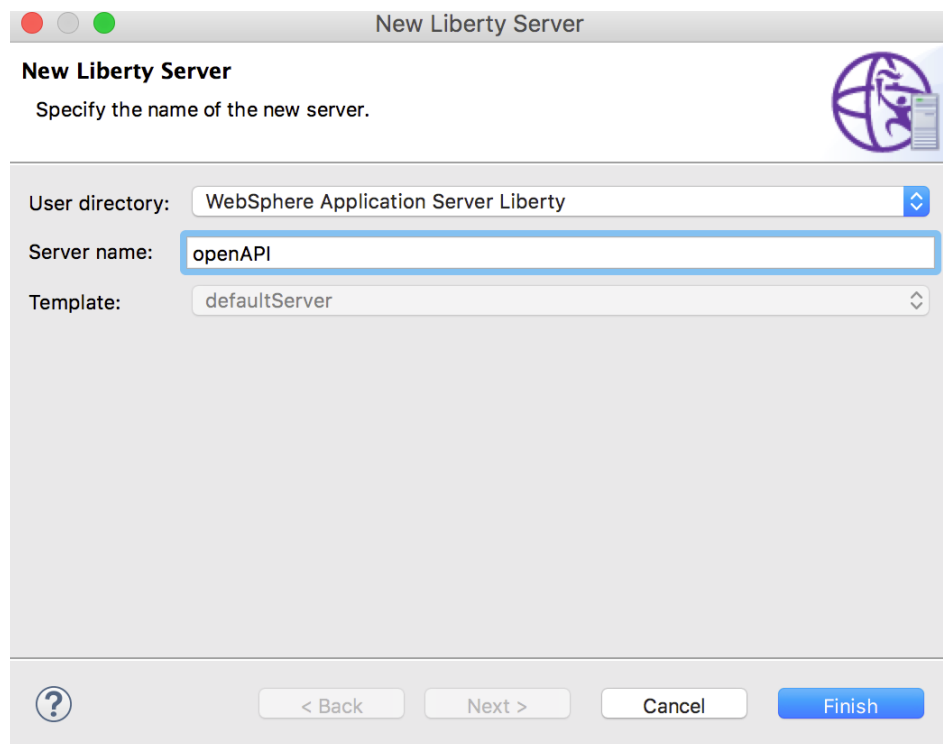 New Liberty Server
New Liberty Server
Specify the name of the new server.
User directory: WebSphere Application Server Liberty
Server name: openAPI
Template: defaultServer
? < Back Next > Cancel Finish